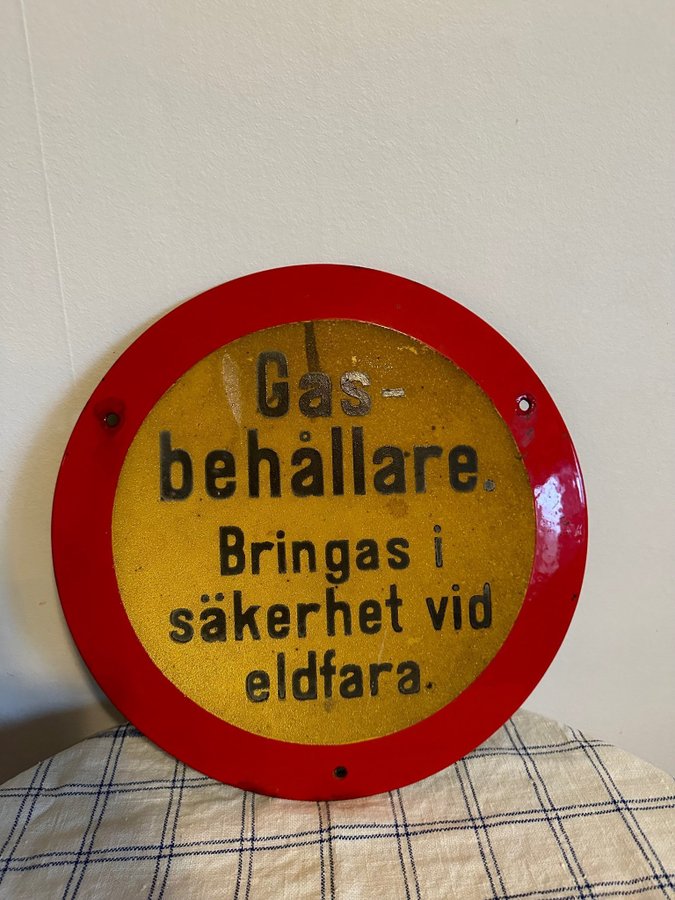 Gas-
behållare.
Bringas i
säkerhet vid
eldfara.